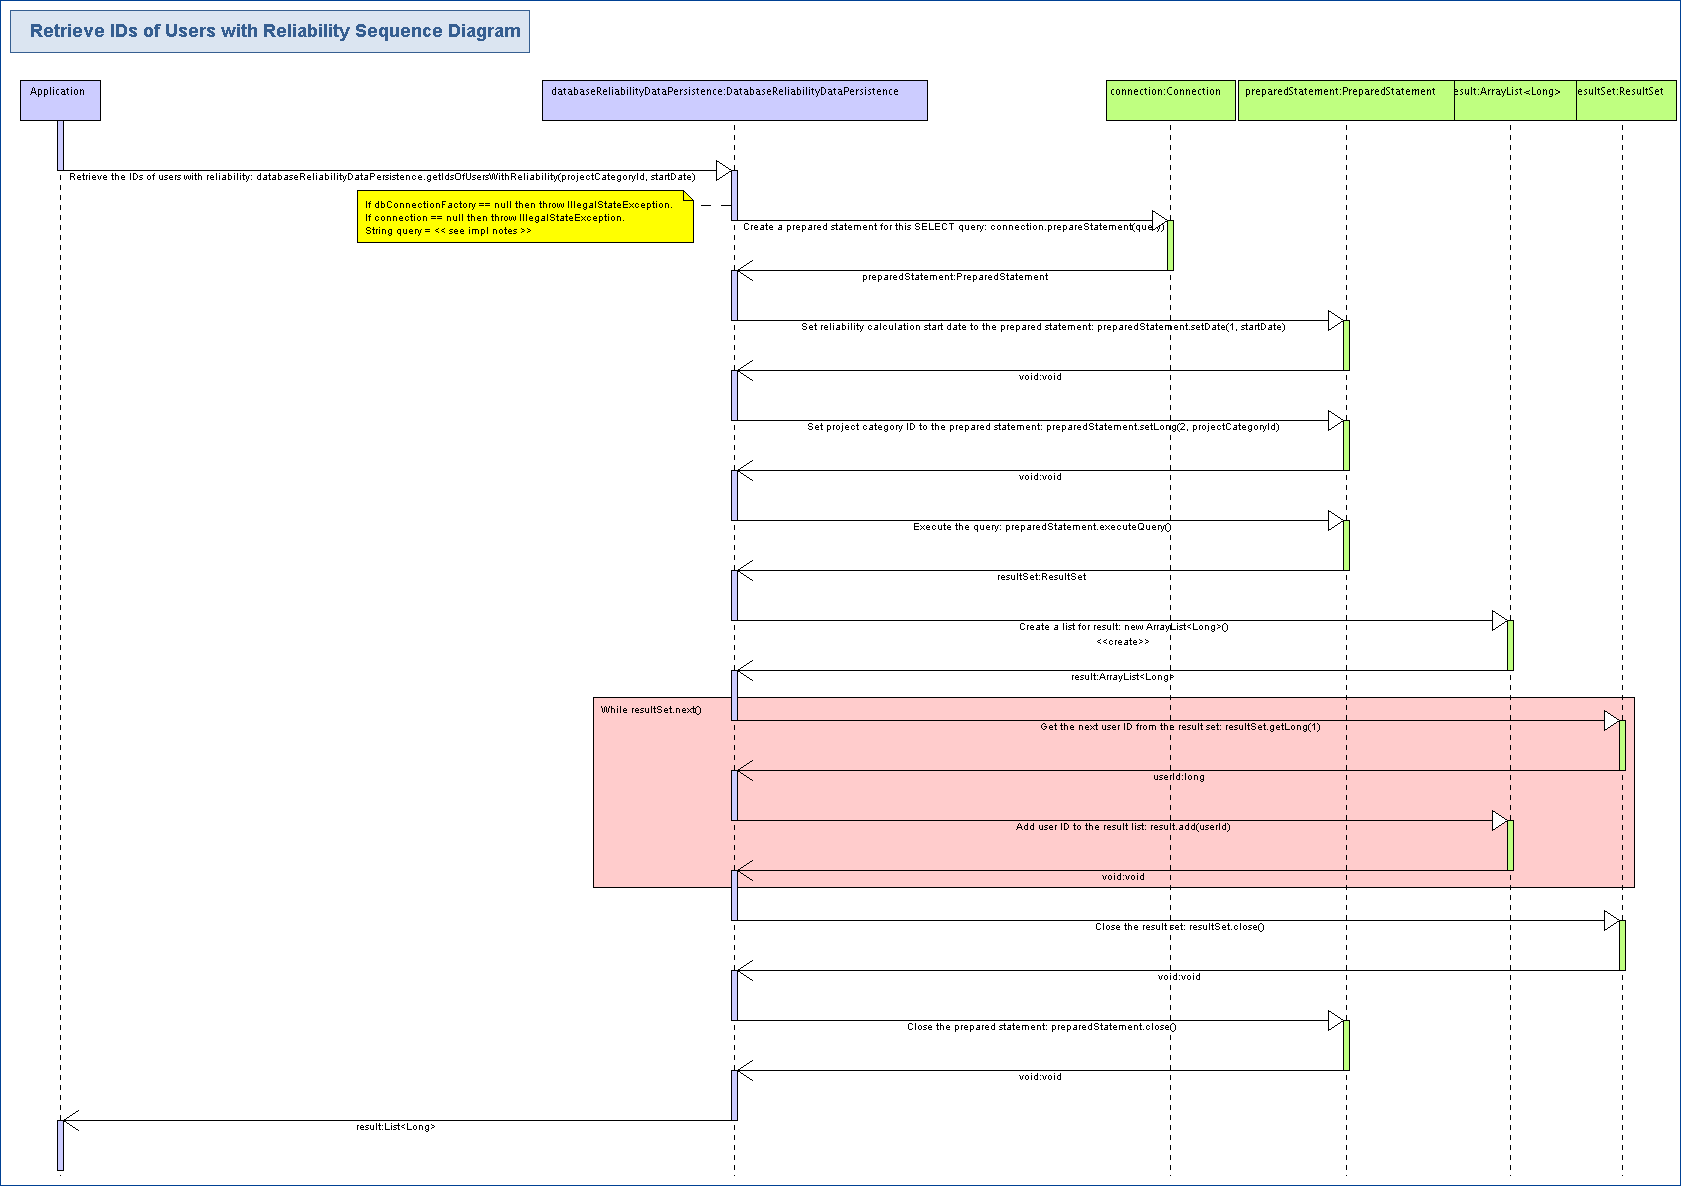 Retrieve IDs of Users with Reliability Sequence Diagram
Application
databaseReliabilityDataPersistence:DatabaseReliabilityDataPersistence
connection:Connection
preparedStatement:PreparedStatement
esult:ArrayList<Long>
esultSet:ResultSet
Retrieve the IDs of users with reliability: databaseReliabilityDataPersistence.getIdsOfUsersWithReliability(projectCategoryId, startDate)
If dbConnectionFactory == null then throw IllegalStateException.
If connection == null then throw IllegalStateException.
String query = << see impl notes >>
Create a prepared statement for this SELECT query: connection.prepareStatement(query)
preparedStatement:PreparedStatement
Set reliability calculation start date to the prepared statement: preparedStatement.setDate(1, startDate)
void:void
Set project category ID to the prepared statement: preparedStatement.setLong(2, projectCategoryId)
void:void
Execute the query: preparedStatement.executeQuery()
resultSet:ResultSet
Create a list for result: new ArrayList<Long>()
<<create>>
result:ArrayList<Long>
While resultSet.next()
Get the next user ID from the result set: resultSet.getLong(1)
userId:long
Add user ID to the result list: result.add(userId)
void:void
Close the result set: resultSet.close()
void:void
Close the prepared statement: preparedStatement.close()
void:void
result:List<Long>